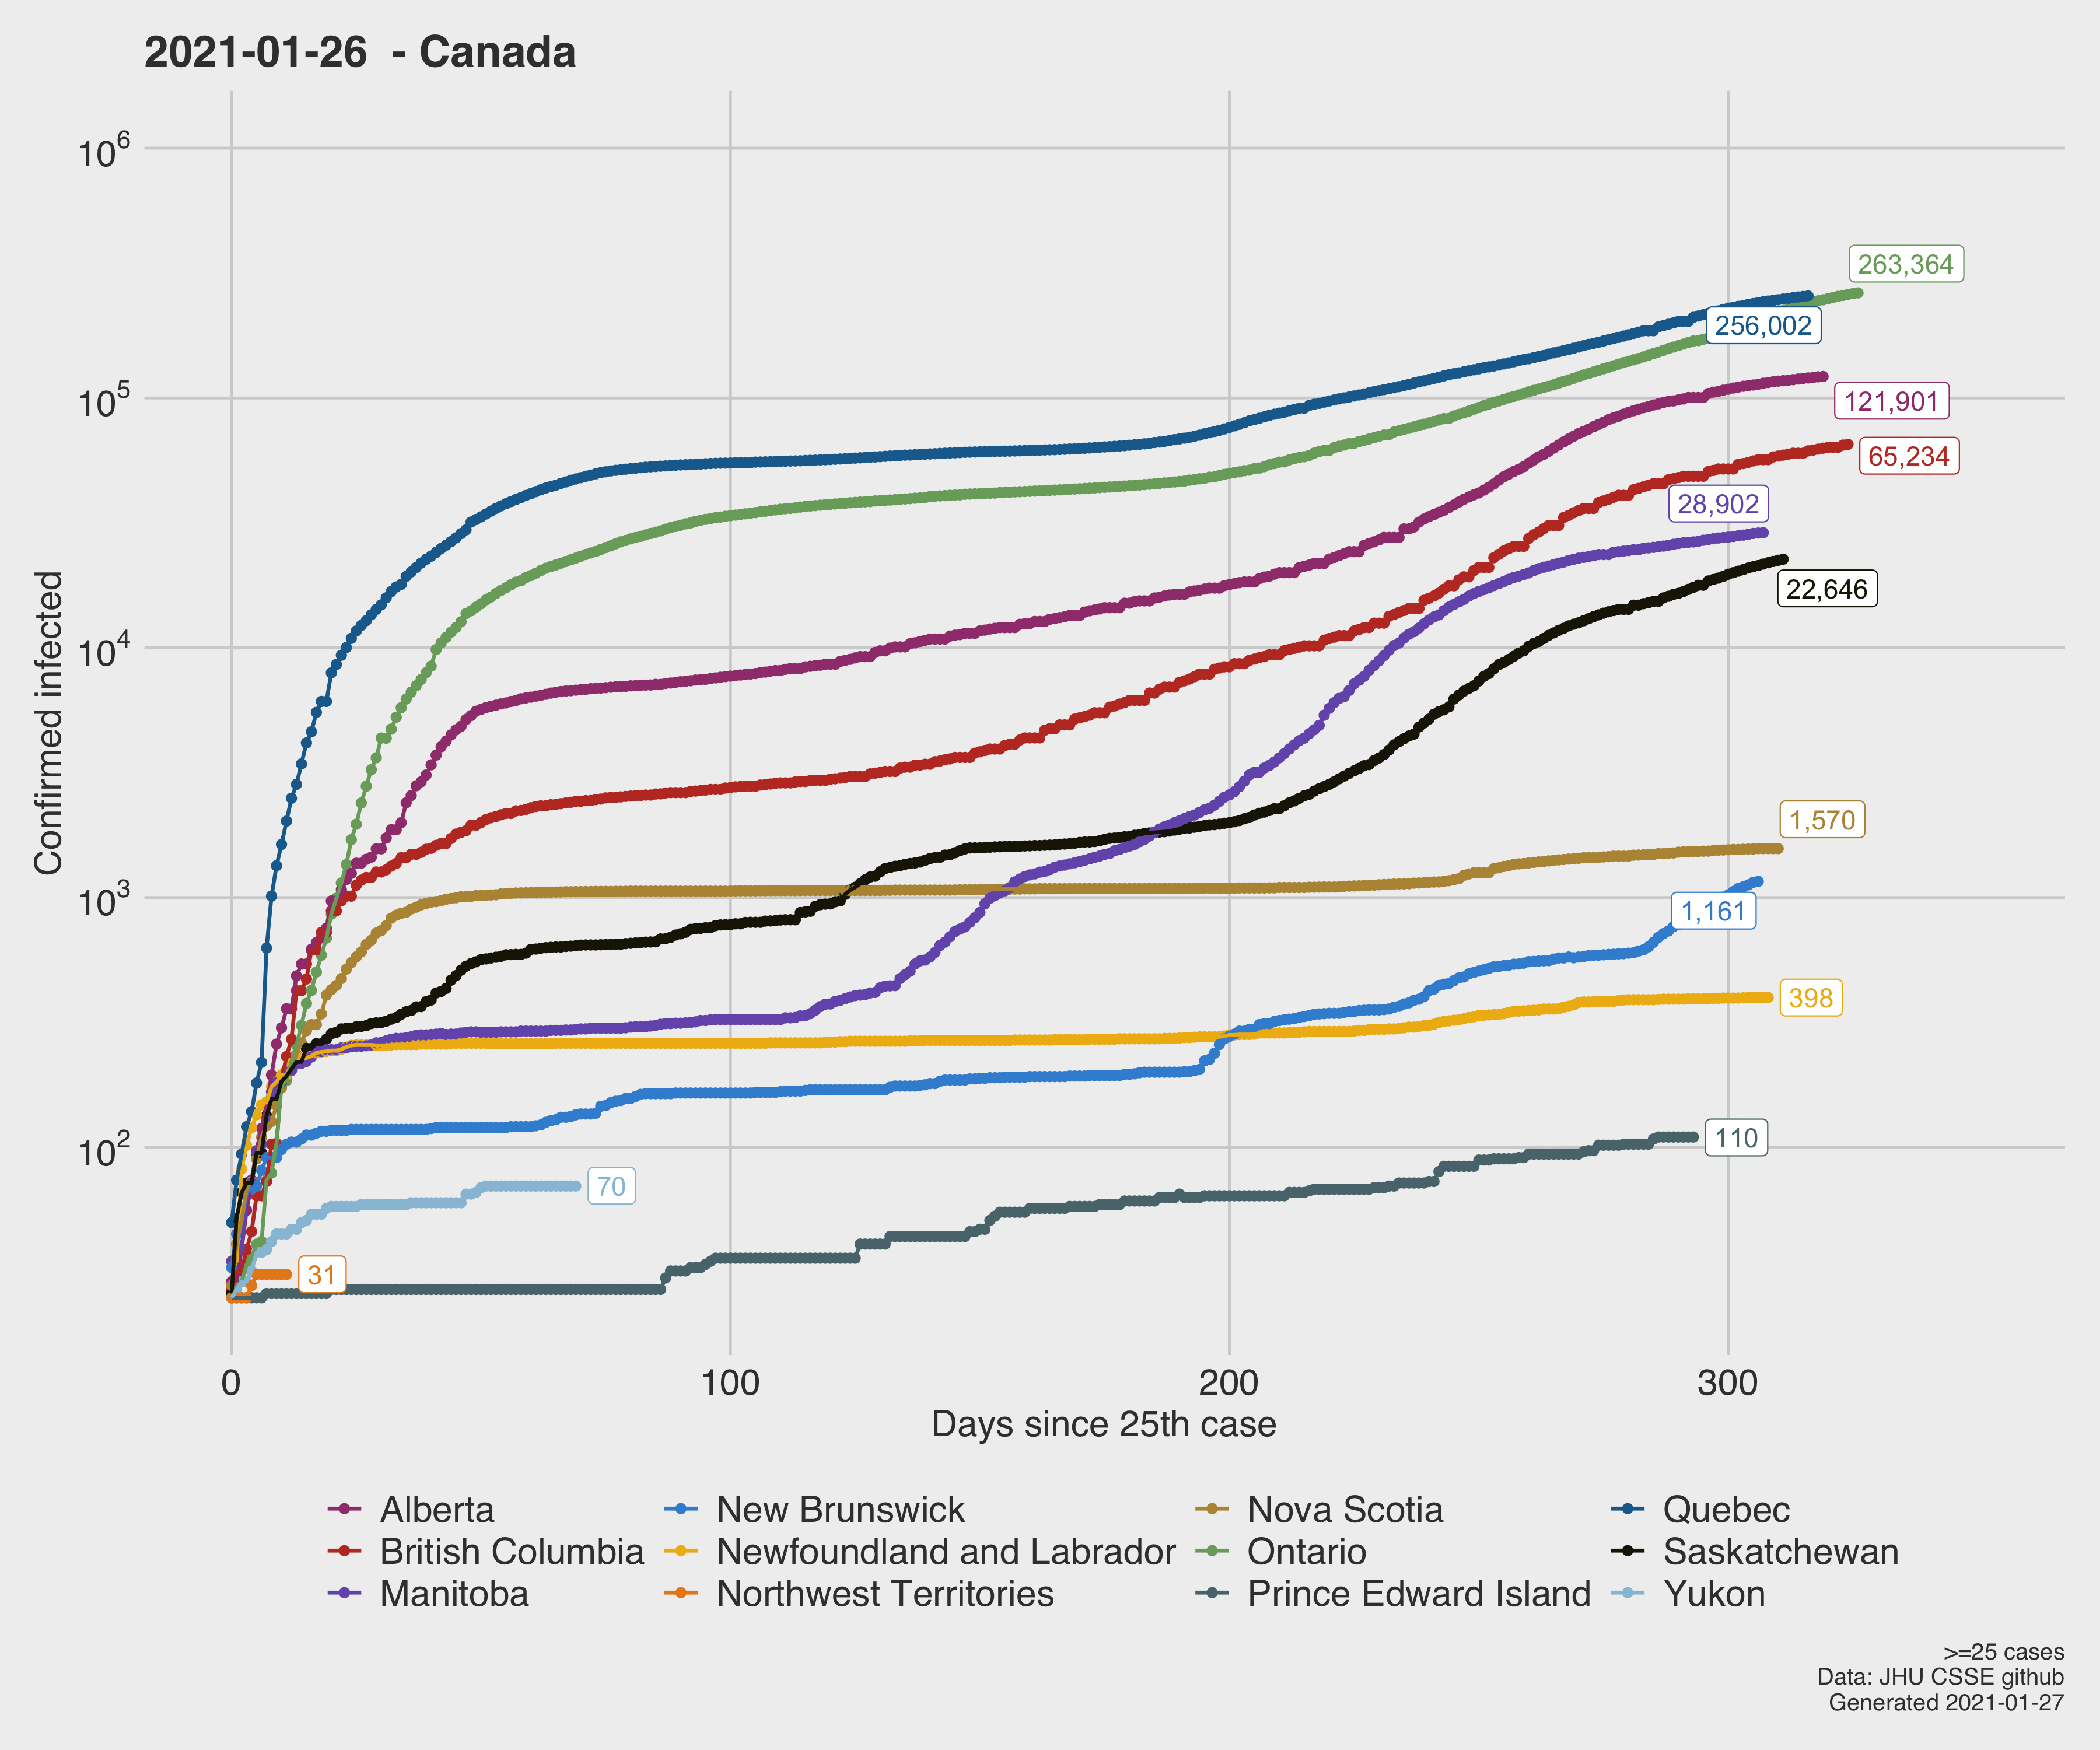 2021-01-26 - Canada
Confirmed infected
10^6
10^5
10^4
10^3
10^2
263,364
256,002
121,901
65,234
28,902
22,646
1,570
1,161
398
110
70
31
0 100 200 300
Days since 25th case
Alberta New Brunswick Nova Scotia Quebec
British Columbia Newfoundland and Labrador Ontario Saskatchewan
Manitoba Northwest Territories Prince Edward Island Yukon
>=25 cases
Data: JHU CSSE github
Generated 2021-01-27